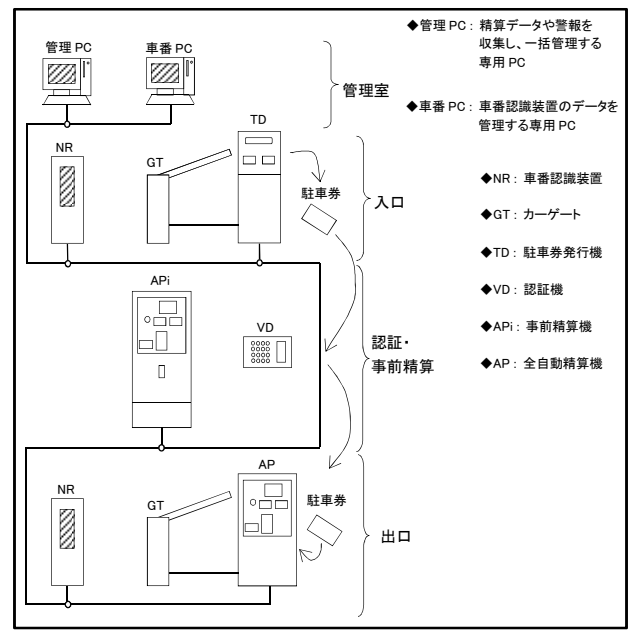 管理 PC
車番 PC
管理室
◆管理 PC : 精算データや警報を
収集し、一括管理する
専用 PC
◆車番 PC : 車番認識装置のデータを
管理する専用 PC
NR
GT
TD
駐車券
入口
◆NR : 車番認識装置
◆GT : カーゲート
◆TD : 駐車券発行機
◆VD : 認証機
◆APi : 事前精算機
◆AP : 全自動精算機
APi
VD
認証・
事前精算
NR
GT
AP
駐車券
出口